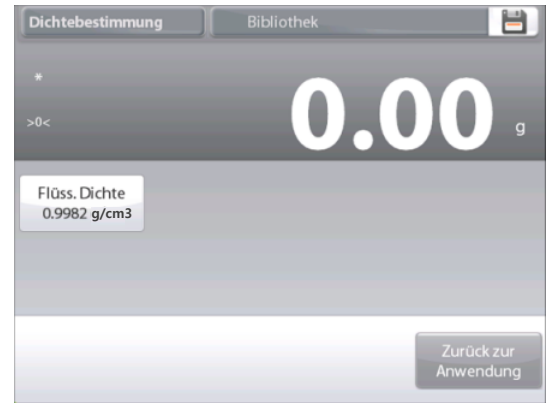 Dichtebestimmung Bibliothek
*
>0<
0.00 g
Flüss. Dichte
0.9982 g/cm3
Zurück zur
Anwendung